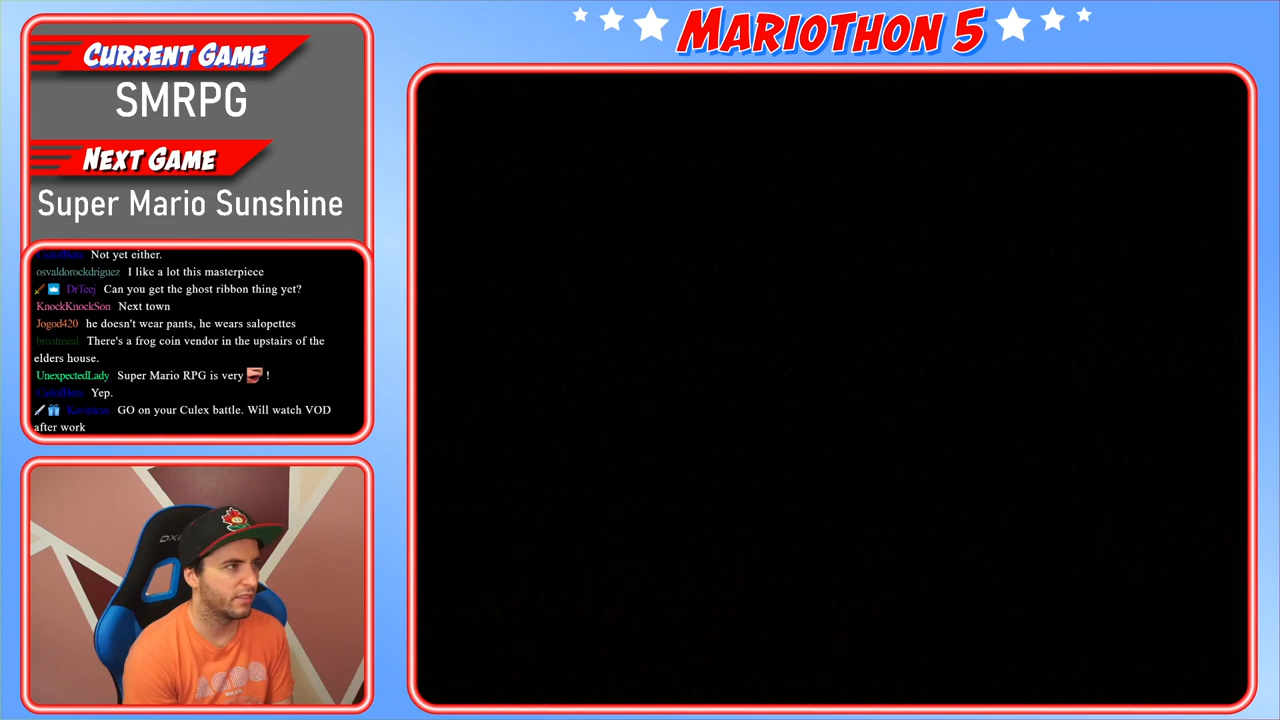 MARIOTHON 5
CURRENT GAME
SMRPG
NEXT GAME
Super Mario Sunshine
Not yet either.
osvaldorockdriguez I like a lot this masterpiece
DrTeej Can you get the ghost ribbon thing yet?
KnockKnockSon Next town
Jogod420 he doesn't wear pants, he wears salopettes
broatmeal There's a frog coin vendor in the upstairs of the
elders house.
UnexpectedLady Super Mario RPG is very !
Yep.
GO on your Culex battle. Will watch VOD
after work